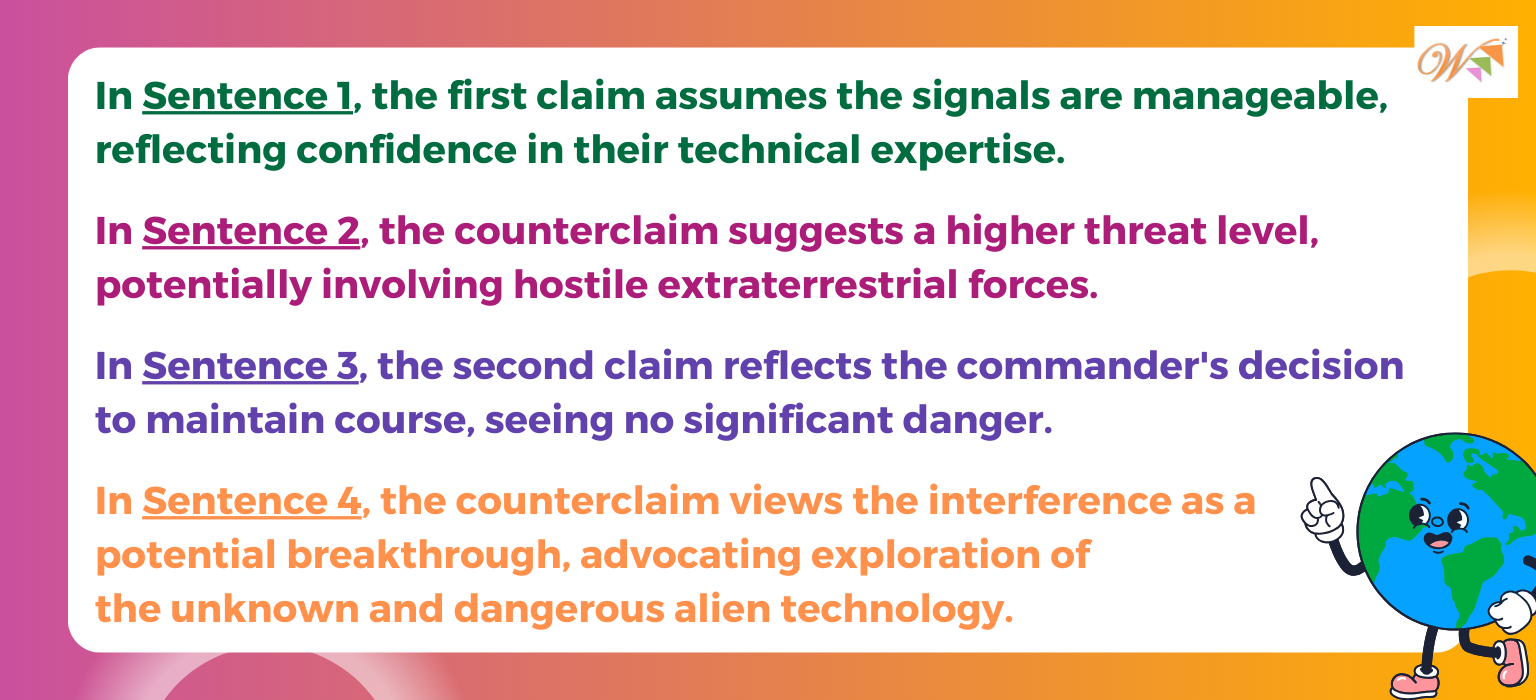 In Sentence 1, the first claim assumes the signals are manageable,
reflecting confidence in their technical expertise.
In Sentence 2, the counterclaim suggests a higher threat level,
potentially involving hostile extraterrestrial forces.
In Sentence 3, the second claim reflects the commander's decision
to maintain course, seeing no significant danger.
In Sentence 4, the counterclaim views the interference as a
potential breakthrough, advocating exploration of
the unknown and dangerous alien technology.
W